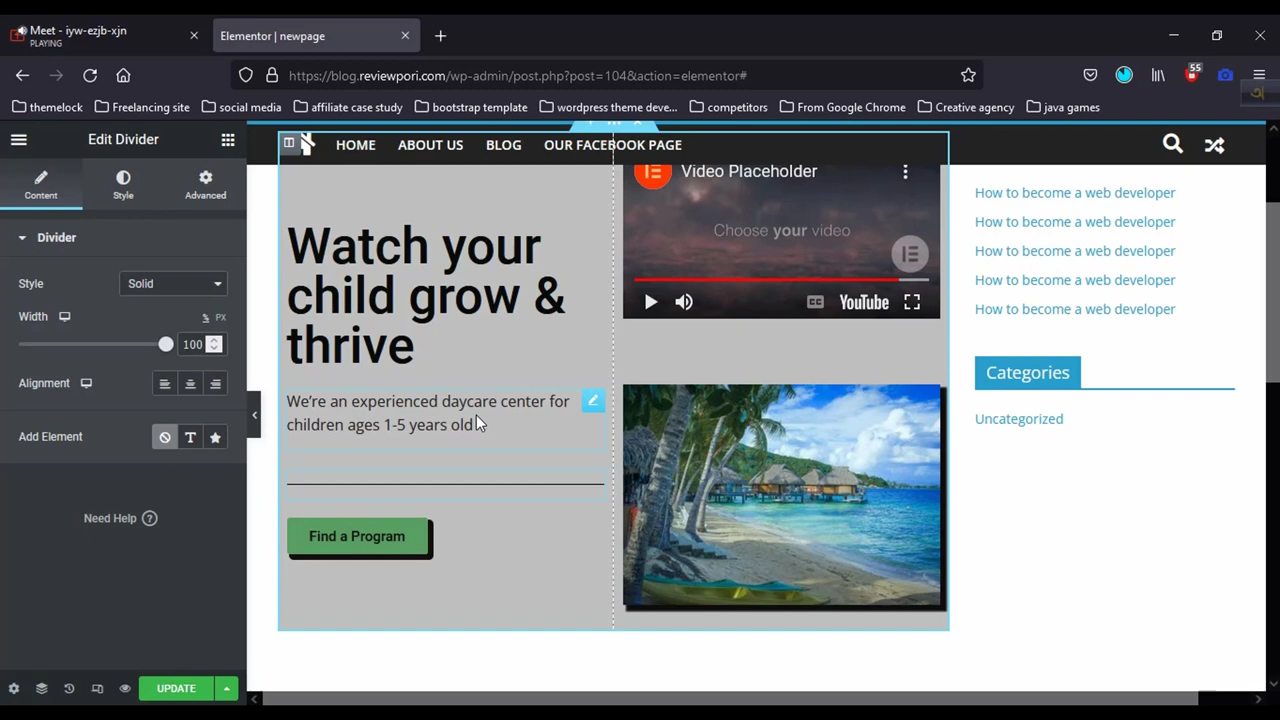 Meet - iyw-ezjb-xjn
PLAYING
Elementor | newpage
https://blog.reviewpori.com/wp-admin/post.php?post=104&action=elementor#
55
themelock
Freelancing site
social media
affiliate case study
bootstrap template
wordpress theme deve...
competitors
From Google Chrome
Creative agency
java games
অ
Edit Divider
Content
Style
Advanced
Divider
Style
Solid
Width
% PX
100
Alignment
Add Element
Need Help
UPDATE
HOME
ABOUT US
BLOG
OUR FACEBOOK PAGE
Watch your
child grow &
thrive
We're an experienced daycare center for
children ages 1-5 years old
Find a Program
Video Placeholder
Choose your video
CC
YouTube
How to become a web developer
How to become a web developer
How to become a web developer
How to become a web developer
How to become a web developer
Categories
Uncategorized